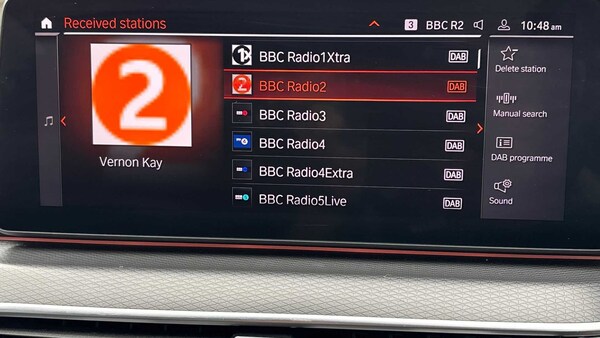 Received stations
3 BBC R2 10:48 am
2
Vernon Kay
BBC Radio1Xtra DAB
BBC Radio2 DAB
BBC Radio3 DAB
BBC Radio4 DAB
BBC Radio4Extra DAB
BBC Radio5Live DAB
Delete station
Manual search
DAB programme
Sound